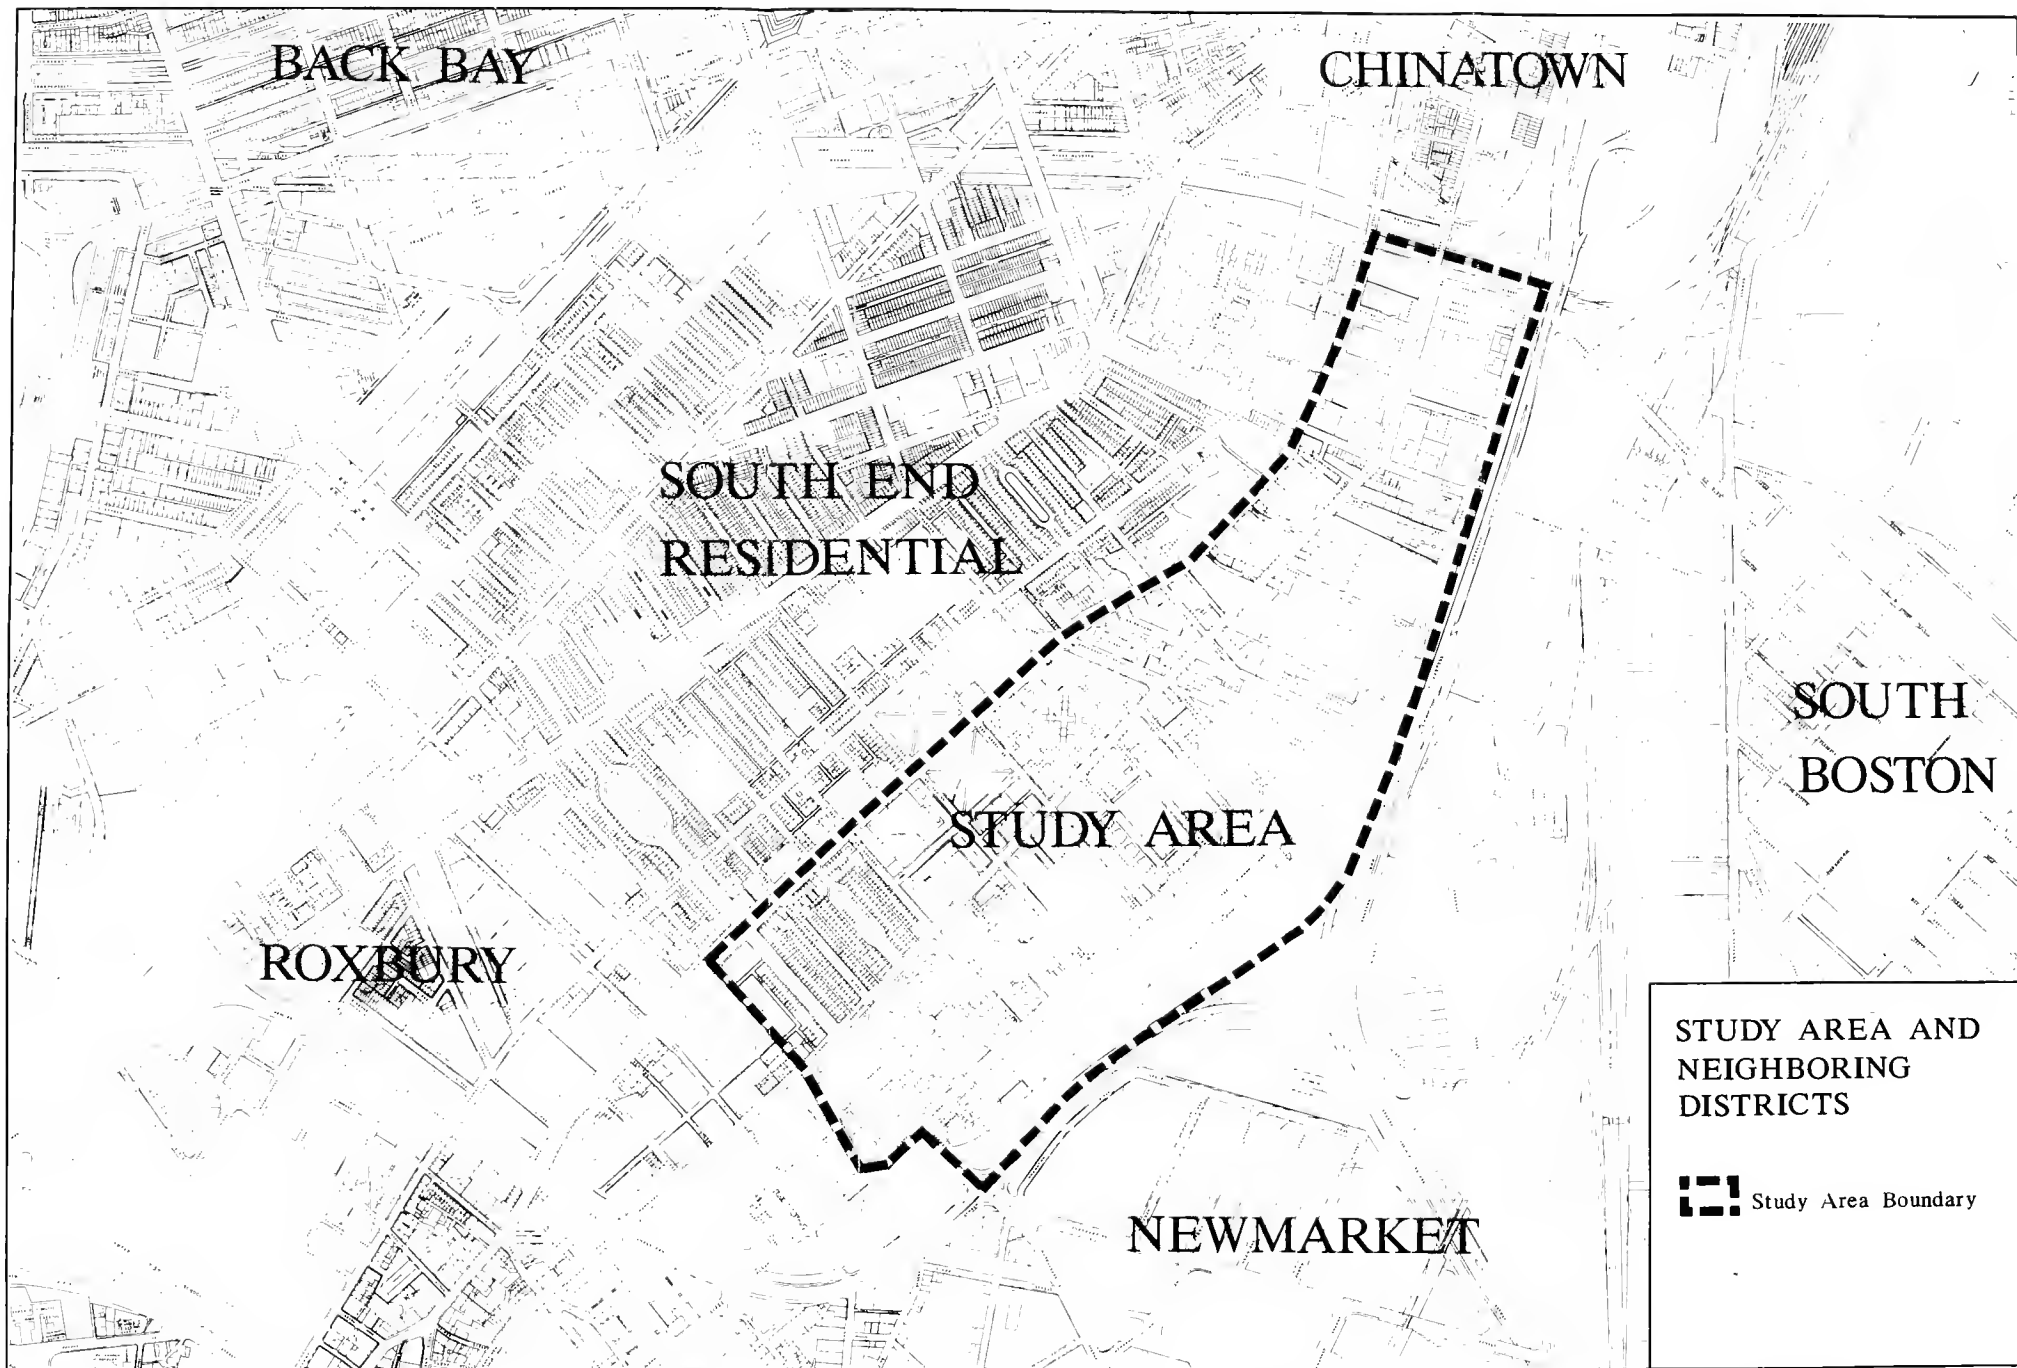 BACK BAY
CHINATOWN
SOUTH END
RESIDENTIAL
SOUTH
BOSTON
STUDY AREA
ROXBURY
NEWMARKET
STUDY AREA AND
NEIGHBORING
DISTRICTS
Study Area Boundary